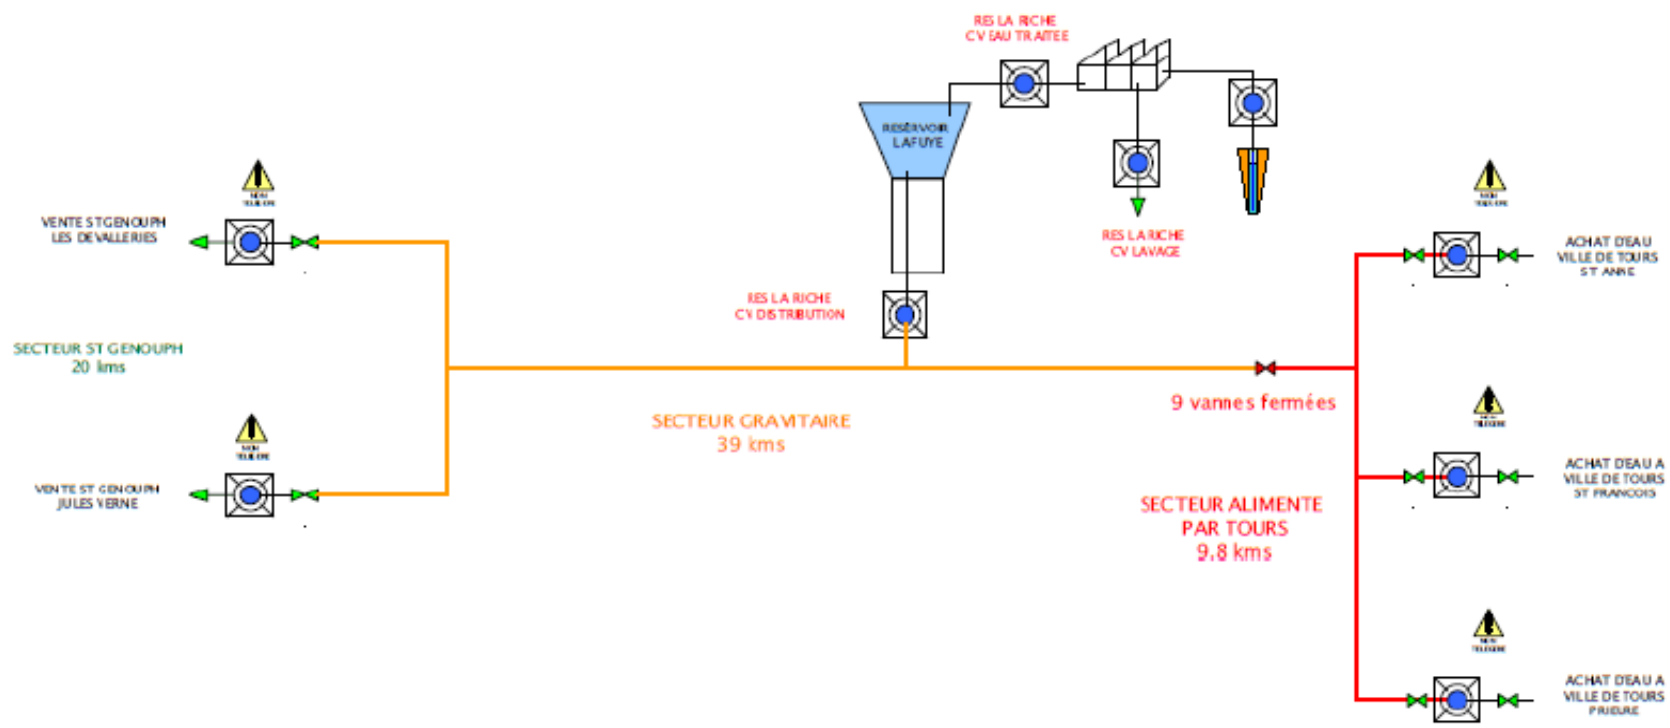 RES LA RICHE
CV EAU TRAITEE
RESERVOIR
LAFUYE
RES LA RICHE
CV LAVAGE
VENTE ST GENOUPH
LES DEVALLERIES
ACHAT D'EAU
VILLE DE TOURS
ST ANNE
RES LA RICHE
CV DISTRIBUTION
SECTEUR ST GENOUPH
20 kms
9 vannes fermées
SECTEUR GRAVITAIRE
39 kms
VENTE ST GENOUPH
JULES VERNE
ACHAT D'EAU A
VILLE DE TOURS
ST FRANCOIS
SECTEUR ALIMENTE
PAR TOURS
9.8 kms
ACHAT D'EAU A
VILLE DE TOURS
PRIEURE